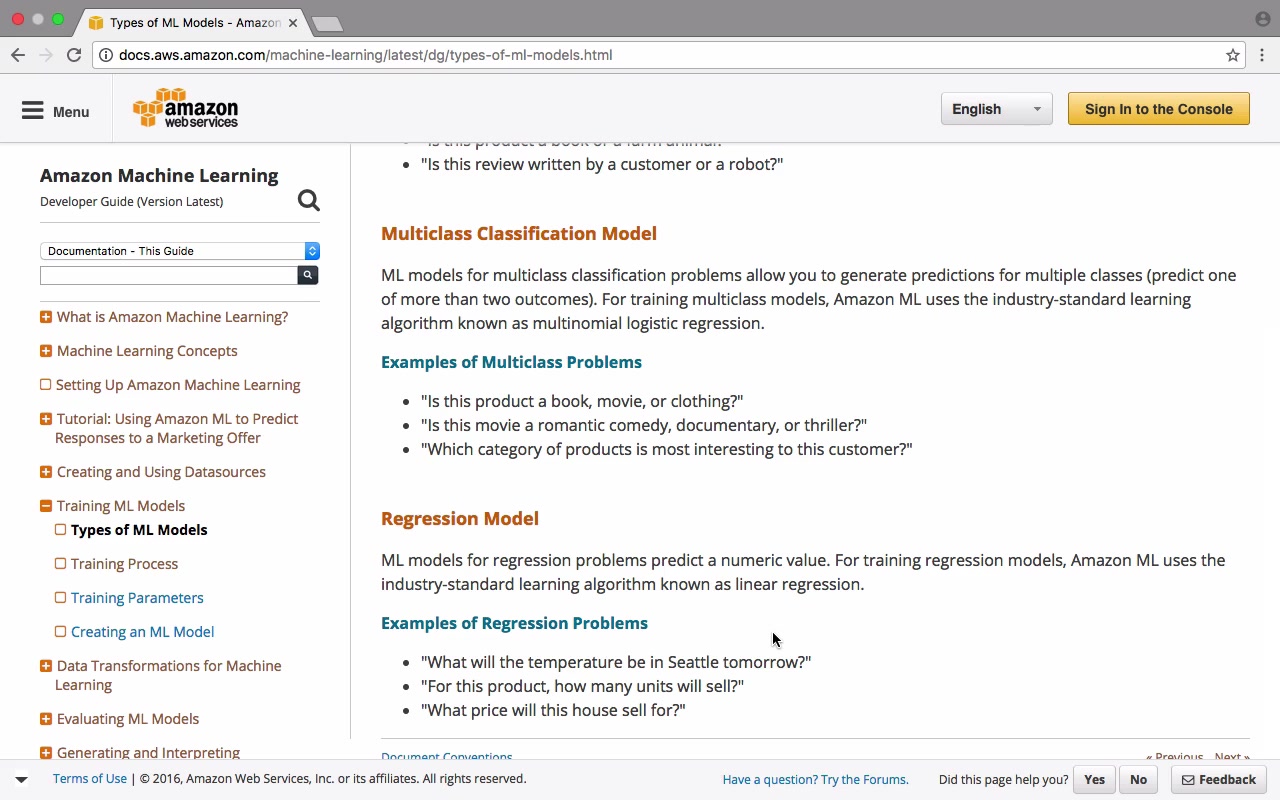 Types of ML Models - Amazon
docs.aws.amazon.com/machine-learning/latest/dg/types-of-ml-models.html
Menu
amazon
web services
English
Sign In to the Console
Amazon Machine Learning
Developer Guide (Version Latest)
Documentation - This Guide
What is Amazon Machine Learning?
Machine Learning Concepts
Setting Up Amazon Machine Learning
Tutorial: Using Amazon ML to Predict
Responses to a Marketing Offer
Creating and Using Datasources
Training ML Models
Types of ML Models
Training Process
Training Parameters
Creating an ML Model
Data Transformations for Machine
Learning
Evaluating ML Models
Generating and Interpreting
"Is this product a book or a farm animal?"
"Is this review written by a customer or a robot?"
Multiclass Classification Model
ML models for multiclass classification problems allow you to generate predictions for multiple classes (predict one
of more than two outcomes). For training multiclass models, Amazon ML uses the industry-standard learning
algorithm known as multinomial logistic regression.
Examples of Multiclass Problems
"Is this product a book, movie, or clothing?"
"Is this movie a romantic comedy, documentary, or thriller?"
"Which category of products is most interesting to this customer?"
Regression Model
ML models for regression problems predict a numeric value. For training regression models, Amazon ML uses the
industry-standard learning algorithm known as linear regression.
Examples of Regression Problems
"What will the temperature be in Seattle tomorrow?"
"For this product, how many units will sell?"
"What price will this house sell for?"
Document Conventions
« Previous Next »
Terms of Use | © 2016, Amazon Web Services, Inc. or its affiliates. All rights reserved.
Have a question? Try the Forums.
Did this page help you?
Yes
No
Feedback